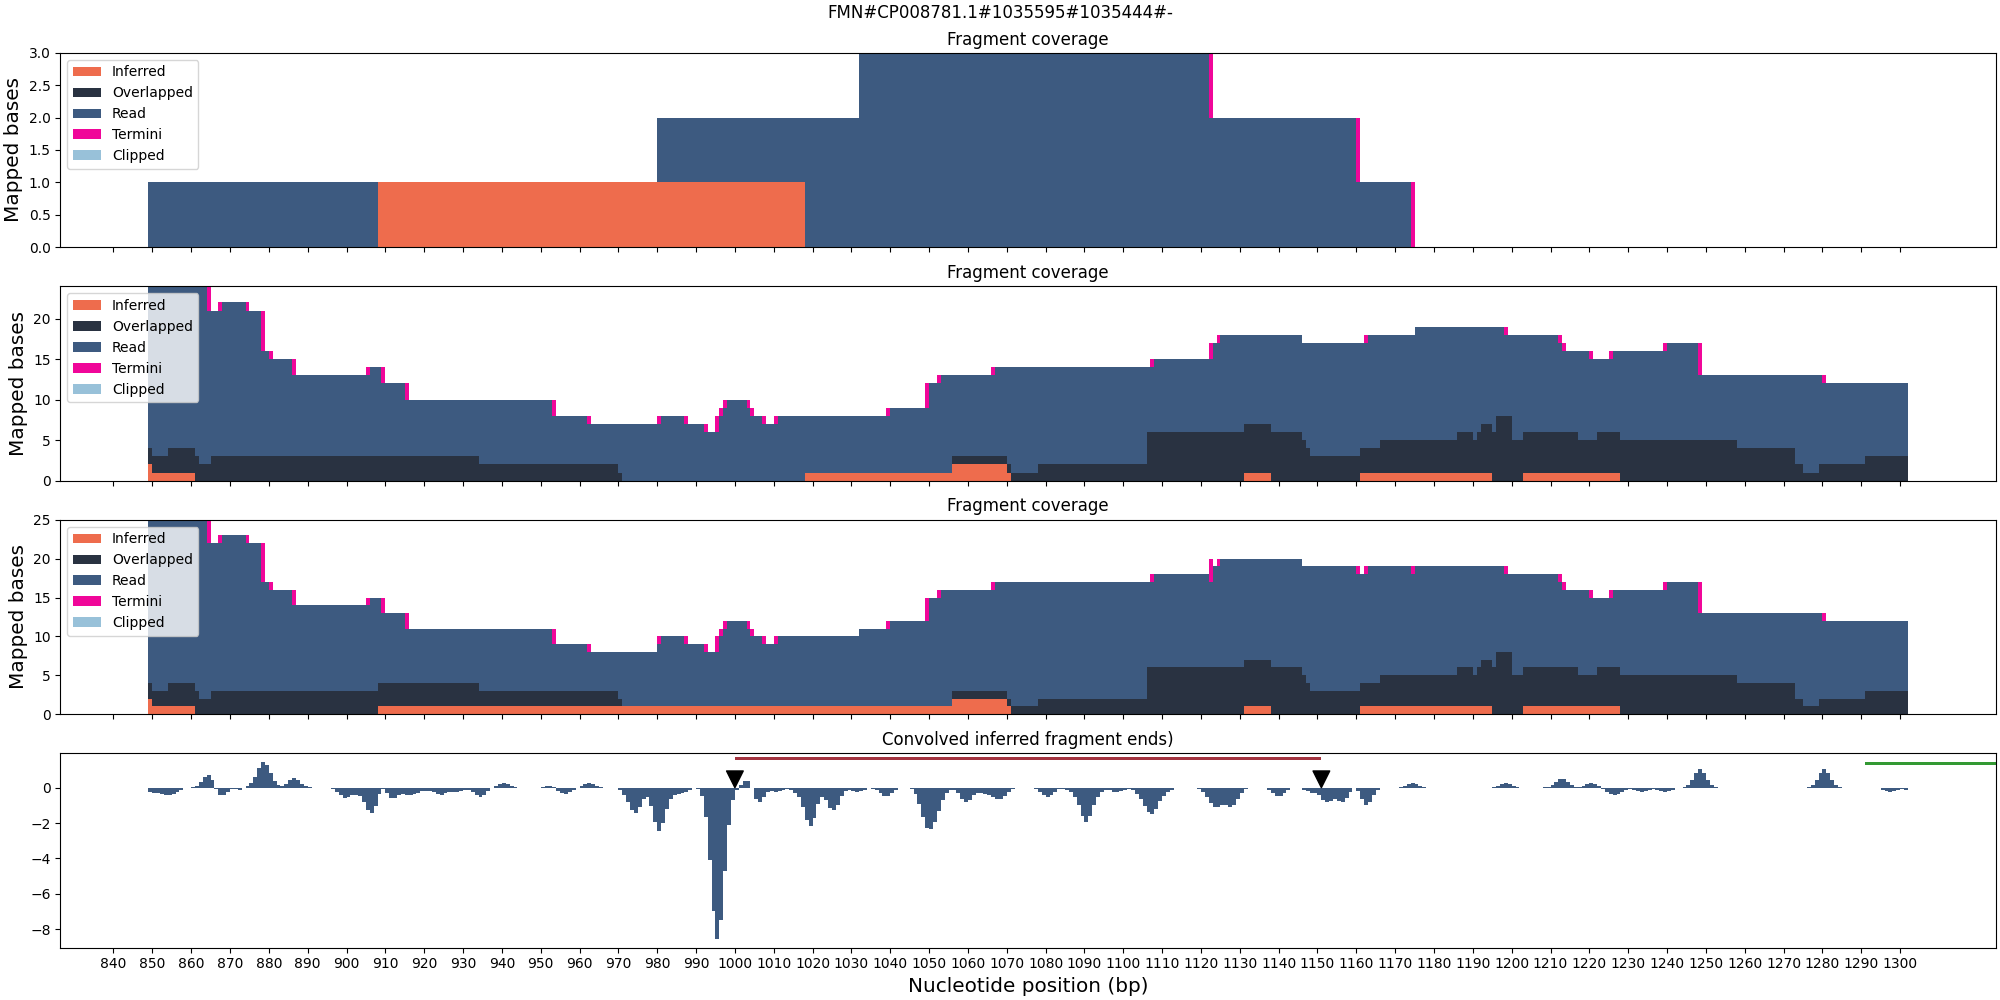 FMN#CP008781.1#1035595#1035444#-
Fragment coverage
Mapped bases
3.0
2.5
2.0
1.5
1.0
0.5
0.0
Inferred
Overlapped
Read
Termini
Clipped
Fragment coverage
Mapped bases
20
15
10
5
0
Inferred
Overlapped
Read
Termini
Clipped
Fragment coverage
Mapped bases
25
20
15
10
5
0
Inferred
Overlapped
Read
Termini
Clipped
Convolved inferred fragment ends)
0
−2
−4
−6
−8
840 850 860 870 880 890 900 910 920 930 940 950 960 970 980 990 1000 1010 1020 1030 1040 1050 1060 1070 1080 1090 1100 1110 1120 1130 1140 1150 1160 1170 1180 1190 1200 1210 1220 1230 1240 1250 1260 1270 1280 1290 1300
Nucleotide position (bp)